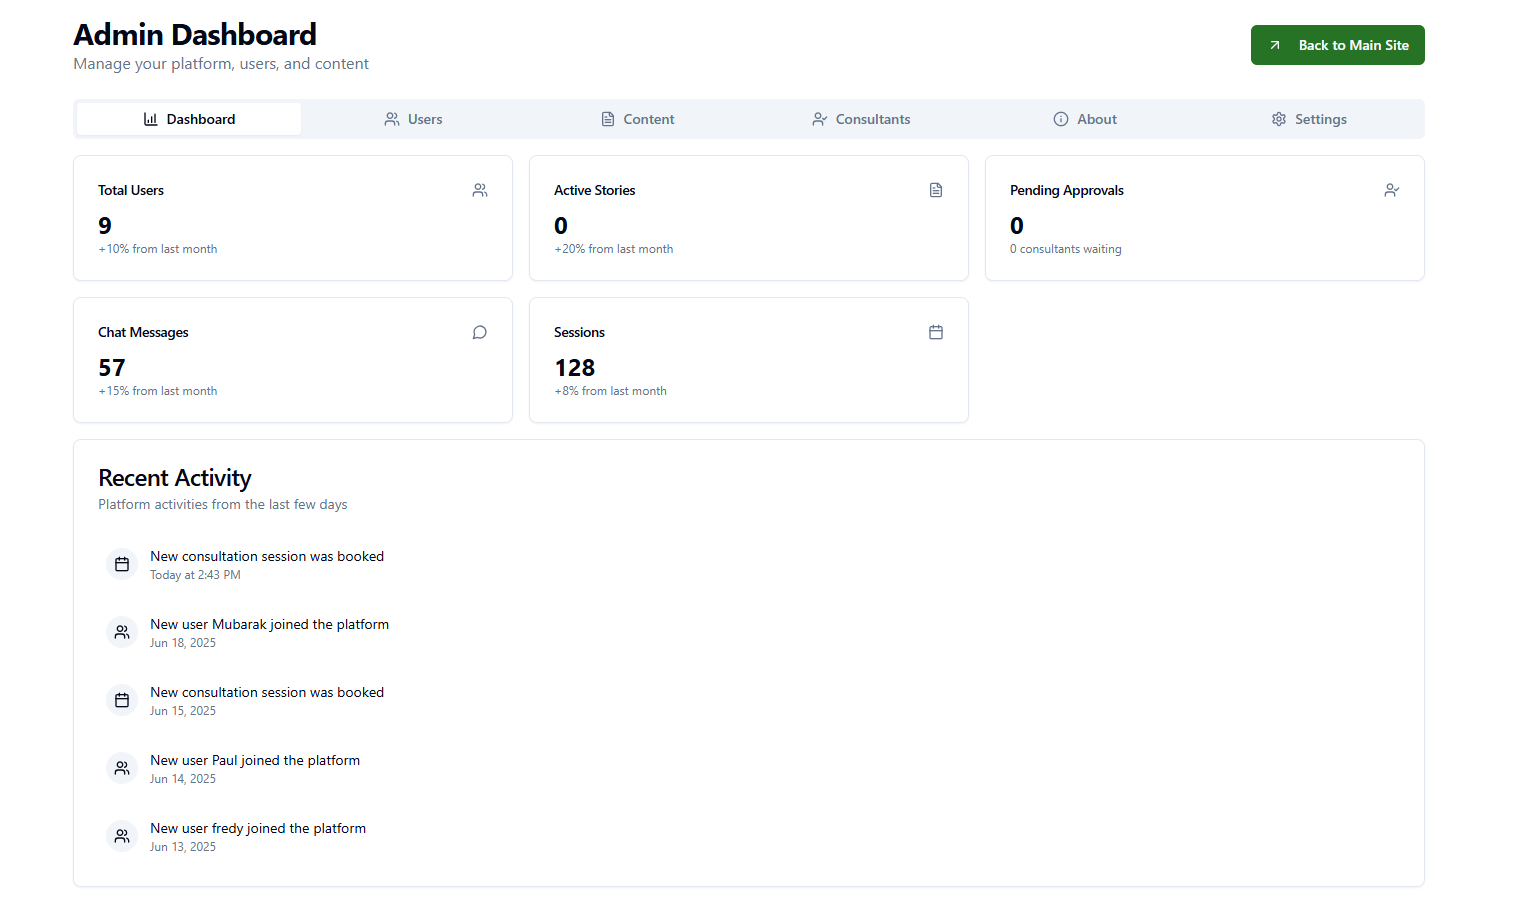 Admin Dashboard
Manage your platform, users, and content
Back to Main Site
Dashboard
Users
Content
Consultants
About
Settings
Total Users
9
+10% from last month
Active Stories
0
+20% from last month
Pending Approvals
0
0 consultants waiting
Chat Messages
57
+15% from last month
Sessions
128
+8% from last month
Recent Activity
Platform activities from the last few days
New consultation session was booked
Today at 2:43 PM
New user Mubarak joined the platform
Jun 18, 2025
New consultation session was booked
Jun 15, 2025
New user Paul joined the platform
Jun 14, 2025
New user fredy joined the platform
Jun 13, 2025